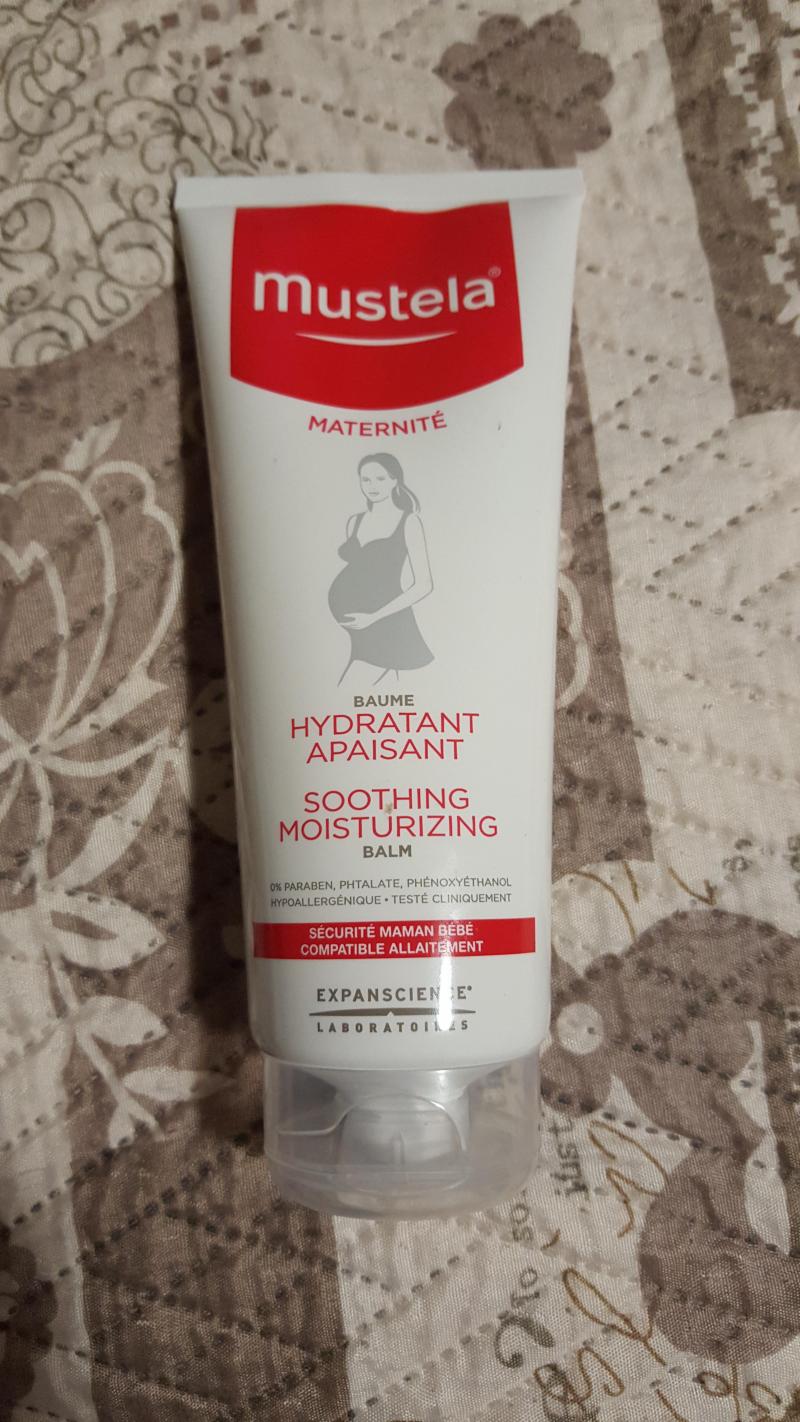 mustela®
MATERNITÉ
BAUME
HYDRATANT
APAISANT
SOOTHING
MOISTURIZING
BALM
0% PARABEN, PHTALATE, PHÉNOXYÉTHANOL
HYPOALLERGÉNIQUE • TESTÉ CLINIQUEMENT
SÉCURITÉ MAMAN BÉBÉ
COMPATIBLE ALLAITEMENT
EXPANSCIENCE®
LABORATOIRES